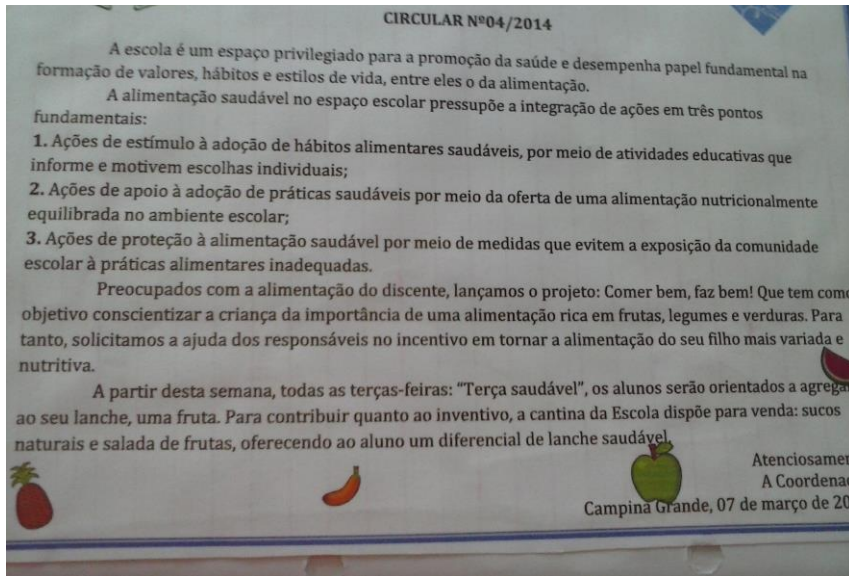 CIRCULAR Nº04/2014
A escola é um espaço privilegiado para a promoção da saúde e desempenha papel fundamental na
formação de valores, hábitos e estilos de vida, entre eles o da alimentação.
A alimentação saudável no espaço escolar pressupõe a integração de ações em três pontos
fundamentais:
1. Ações de estímulo à adoção de hábitos alimentares saudáveis, por meio de atividades educativas que
informe e motivem escolhas individuais;
2. Ações de apoio à adoção de práticas saudáveis por meio da oferta de uma alimentação nutricionalmente
equilibrada no ambiente escolar;
3. Ações de proteção à alimentação saudável por meio de medidas que evitem a exposição da comunidade
escolar à práticas alimentares inadequadas.
Preocupados com a alimentação do discente, lançamos o projeto: Comer bem, faz bem! Que tem como
objetivo conscientizar a criança da importância de uma alimentação rica em frutas, legumes e verduras. Para
tanto, solicitamos a ajuda dos responsáveis no incentivo em tornar a alimentação do seu filho mais variada e
nutritiva.
A partir desta semana, todas as terças-feiras: "Terça saudável", os alunos serão orientados a agrega
ao seu lanche, uma fruta. Para contribuir quanto ao inventivo, a cantina da Escola dispõe para venda: sucos
naturais e salada de frutas, oferecendo ao aluno um diferencial de lanche saudável.
Atenciosamen
A Coordena
Campina Grande, 07 de março de 20